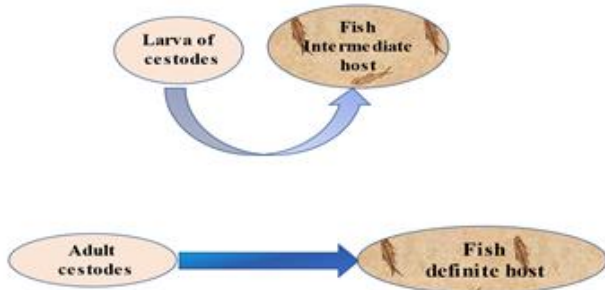 Larva of
cestodes
Fish
Intermediate
host
Adult
cestodes
Fish
definite host